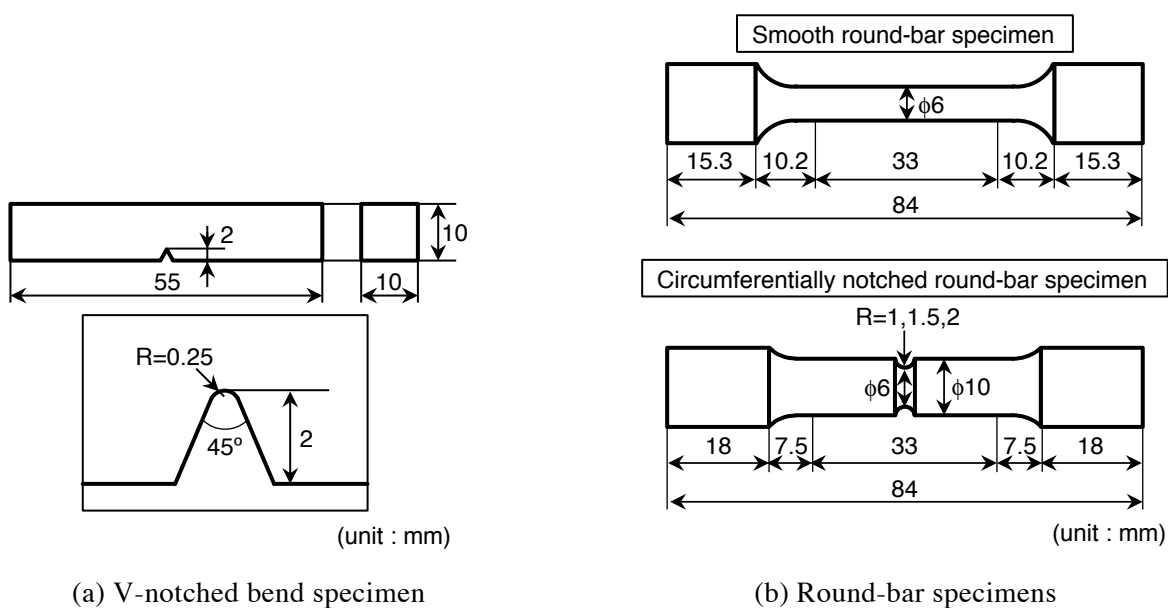 2
10
55
10
R=0.25
45º
2
(unit : mm)
(a) V-notched bend specimen
Smooth round-bar specimen
ϕ6
15.3 10.2 33 10.2 15.3
84
Circumferentially notched round-bar specimen
R=1,1.5,2
ϕ6 ϕ10
18 7.5 33 7.5 18
84
(unit : mm)
(b) Round-bar specimens